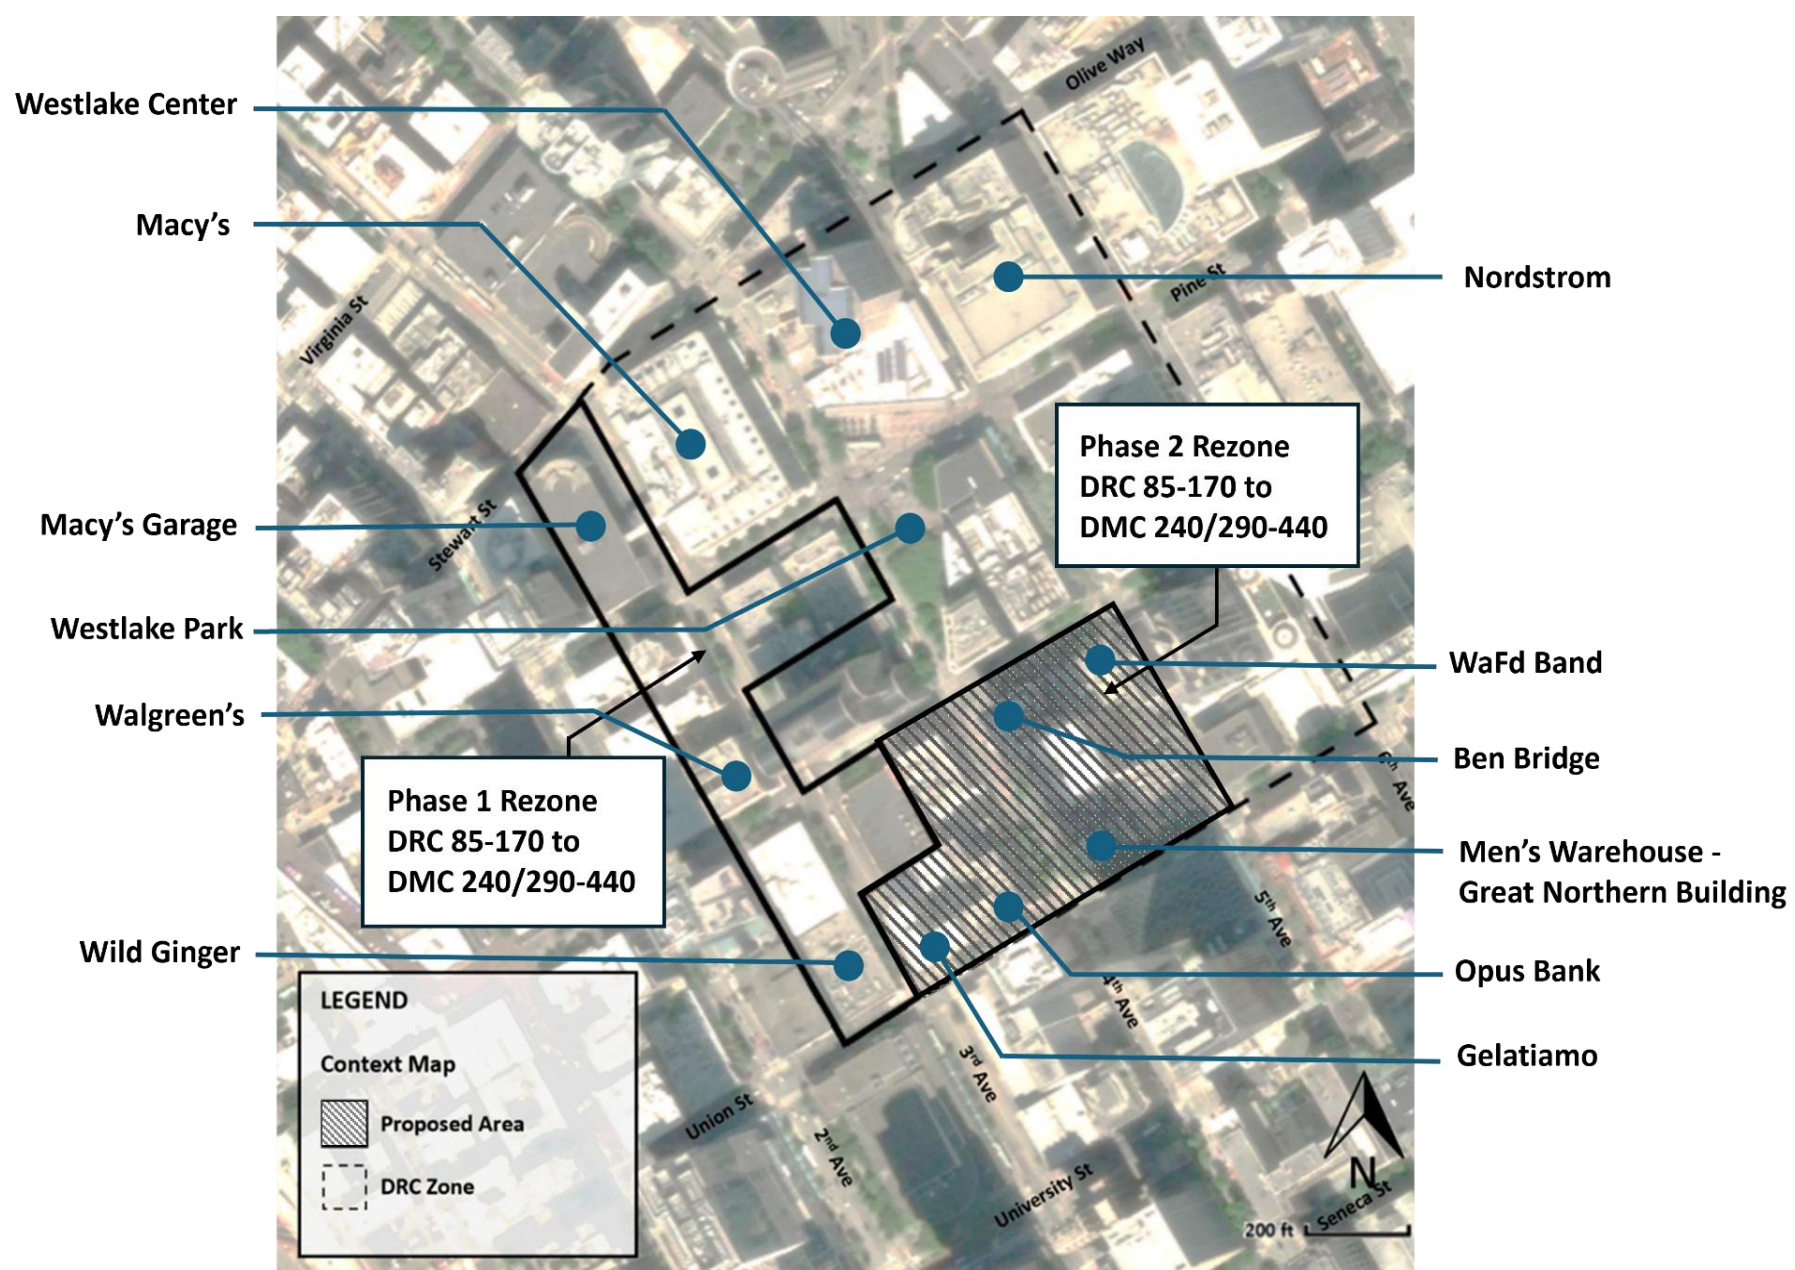 Olive Way
Westlake Center
Macy's
Nordstrom
Pine St
Virginia St
Phase 2 Rezone
DRC 85-170 to
DMC 240/290-440
Macy's Garage
Stewart St
Westlake Park
WaFd Band
Walgreen's
Ben Bridge
6th Ave
Phase 1 Rezone
DRC 85-170 to
DMC 240/290-440
Men's Warehouse -
Great Northern Building
5th Ave
Wild Ginger
Opus Bank
4th Ave
LEGEND
Context Map
Proposed Area
DRC Zone
Gelatiamo
3rd Ave
Union St
2nd Ave
University St
N
Seneca St
200 ft